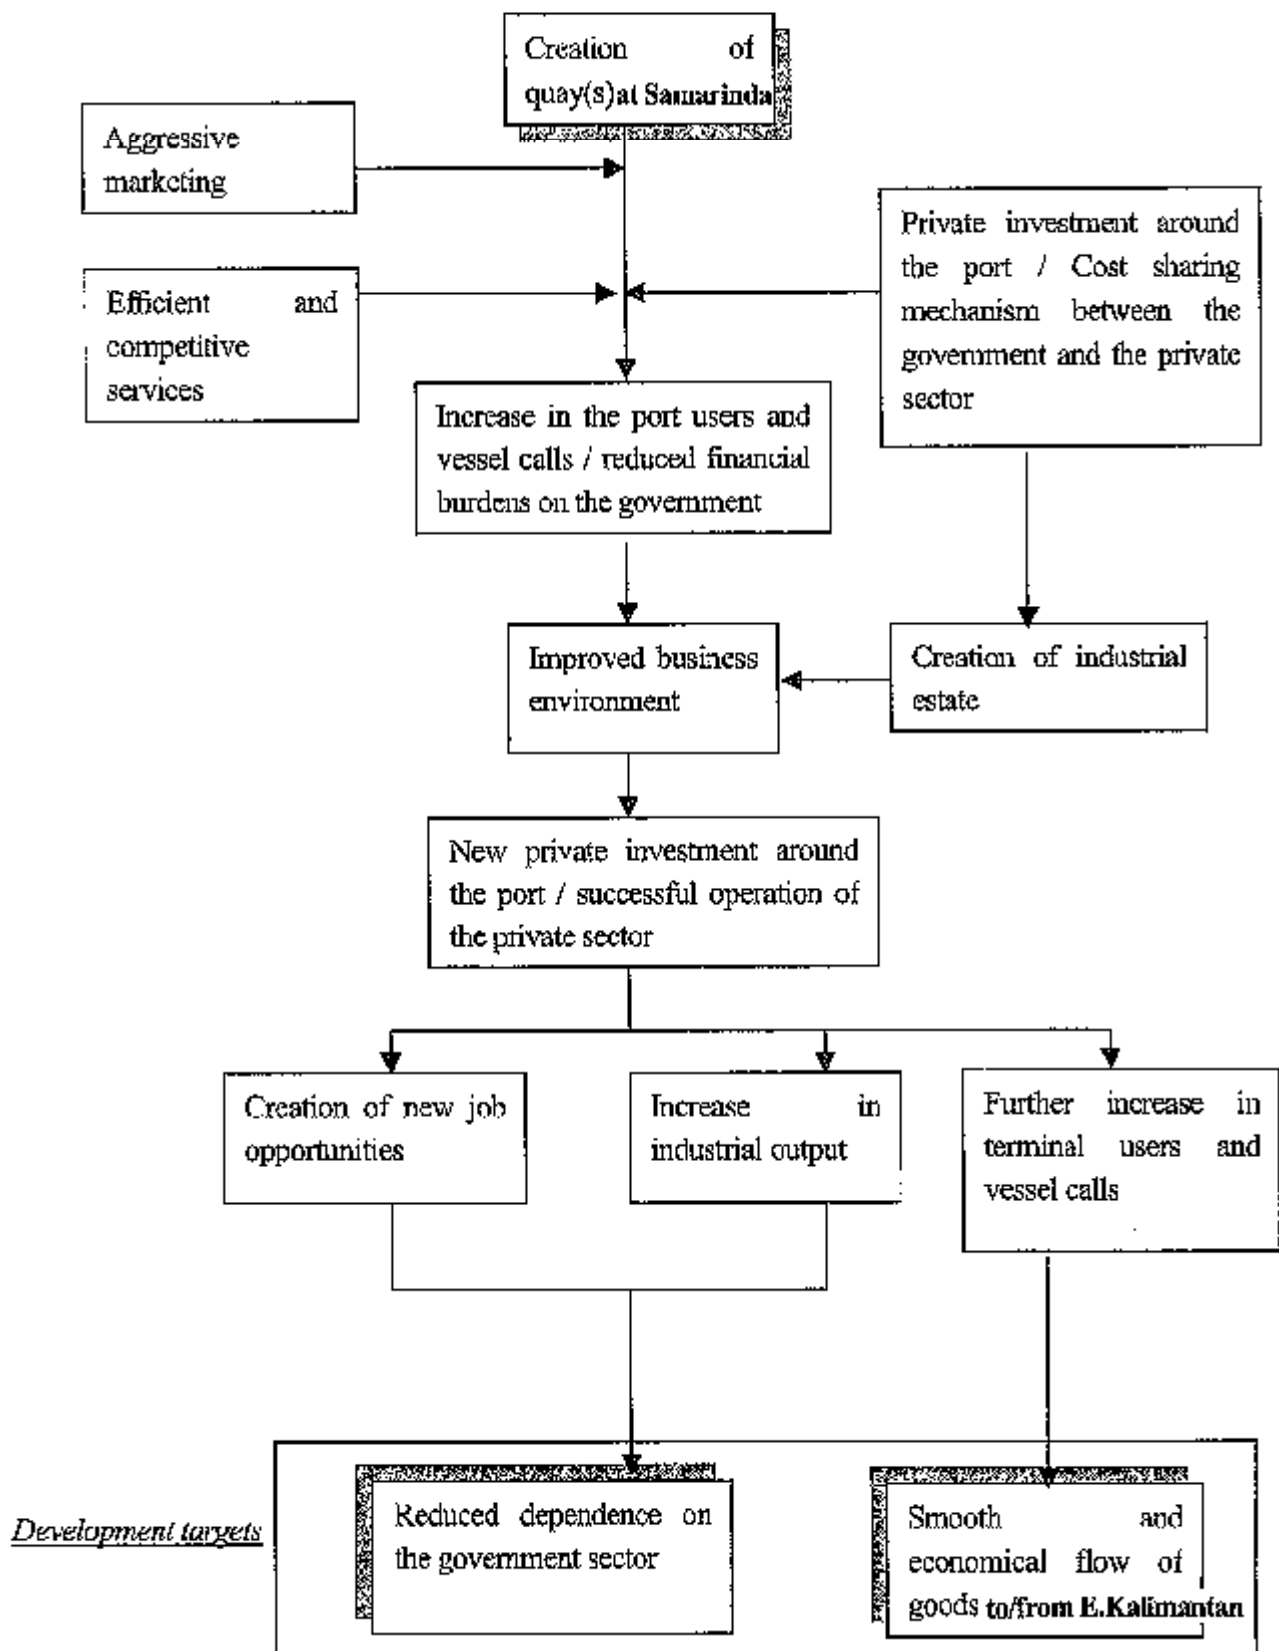 Creation of
quay(s)at Samarinda
Aggressive
marketing
Private investment around
the port / Cost sharing
mechanism between the
government and the private
sector
Efficient and
competitive
services
Increase in the port users and
vessel calls / reduced financial
burdens on the government
Improved business
environment
Creation of industrial
estate
New private investment around
the port / successful operation of
the private sector
Creation of new job
opportunities
Increase in
industrial output
Further increase in
terminal users and
vessel calls
Development targets
Reduced dependence on
the government sector
Smooth and
economical flow of
goods to/from E.Kalimantan